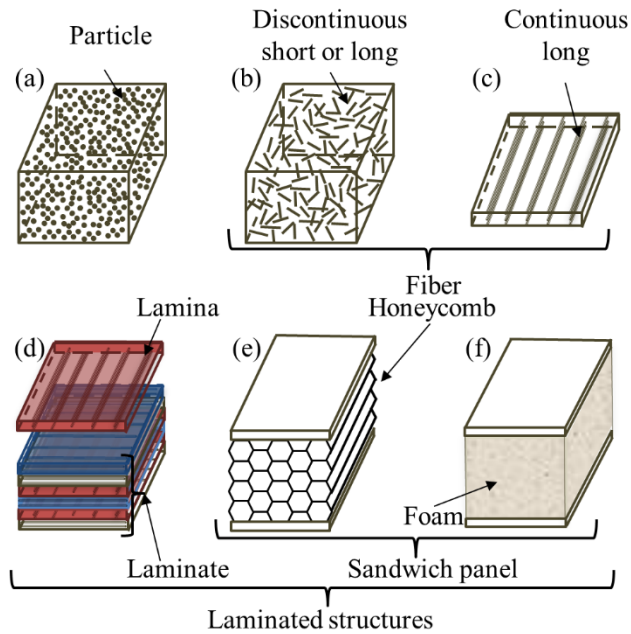 Particle
Discontinuous
short or long
Continuous
long
(a)
(b)
(c)
Fiber
Lamina
Honeycomb
(d)
(e)
(f)
Foam
Laminate
Sandwich panel
Laminated structures